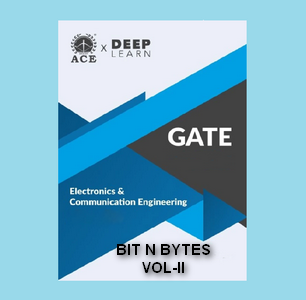 ACE x DEEP LEARN
GATE
Electronics &
Communication Engineering
BIT N BYTES
VOL-II